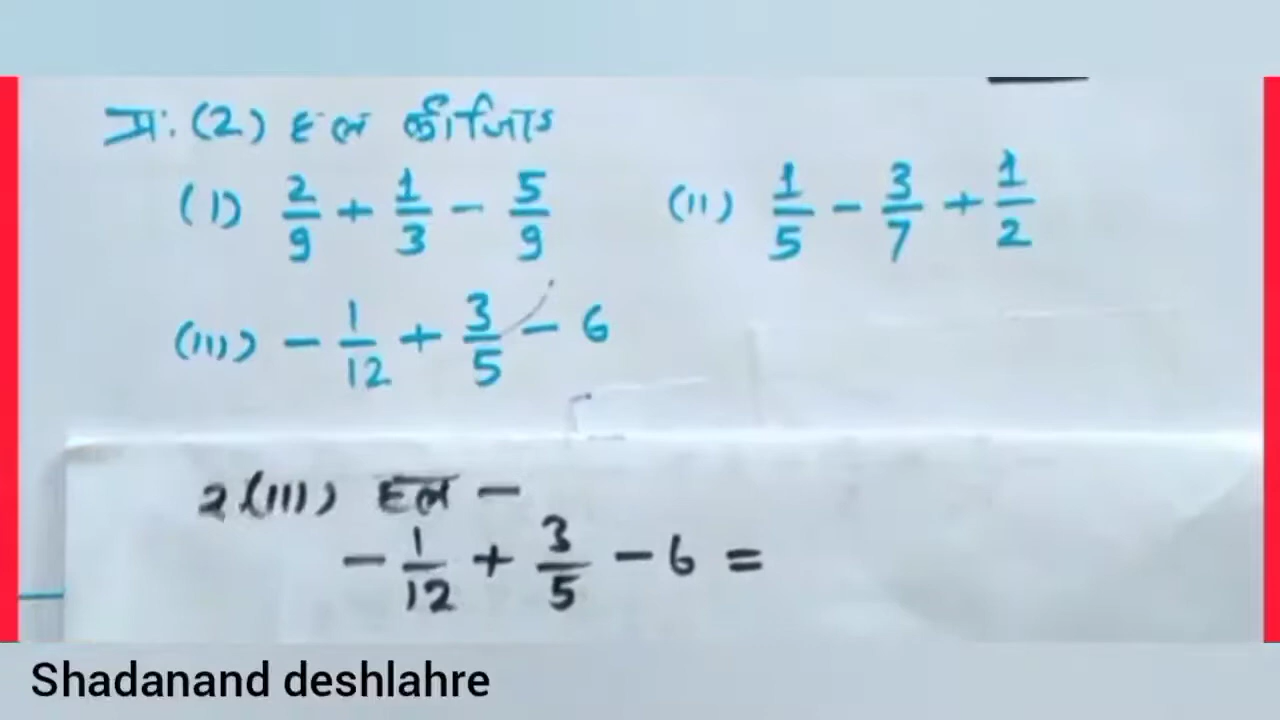 प्र. (2) हल कीजिए
(I) 2/9 + 1/3 - 5/9 (II) 1/5 - 3/7 + 1/2
(III) - 1/12 + 3/5 - 6
2(III) हल -
- 1/12 + 3/5 - 6 =
Shadanand deshlahre